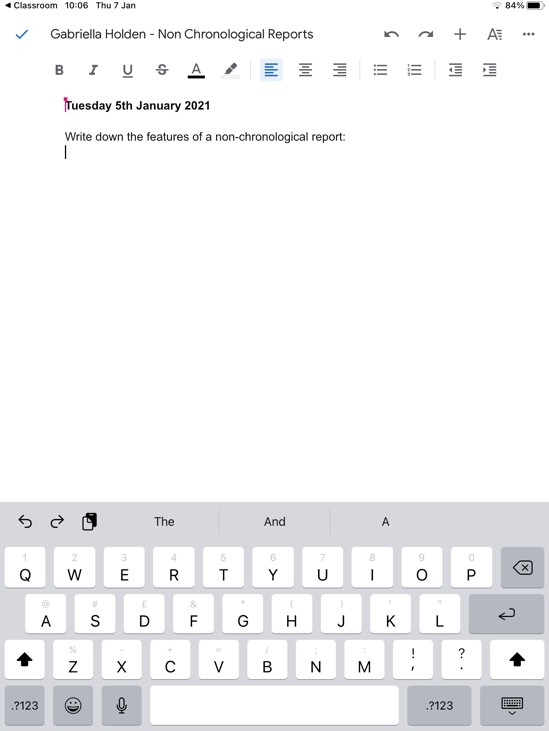 Classroom 10:06 Thu 7 Jan 84%
Gabriella Holden - Non Chronological Reports
B I U S A
Tuesday 5th January 2021
Write down the features of a non-chronological report:
The And A
1 2 3 4 5 6 7 8 9 0
Q W E R T Y U I O P
@ # £ & * ( ) ' "
A S D F G H J K L
% - + = / ; : ! ?
Z X C V B N M , .
.?123 .?123